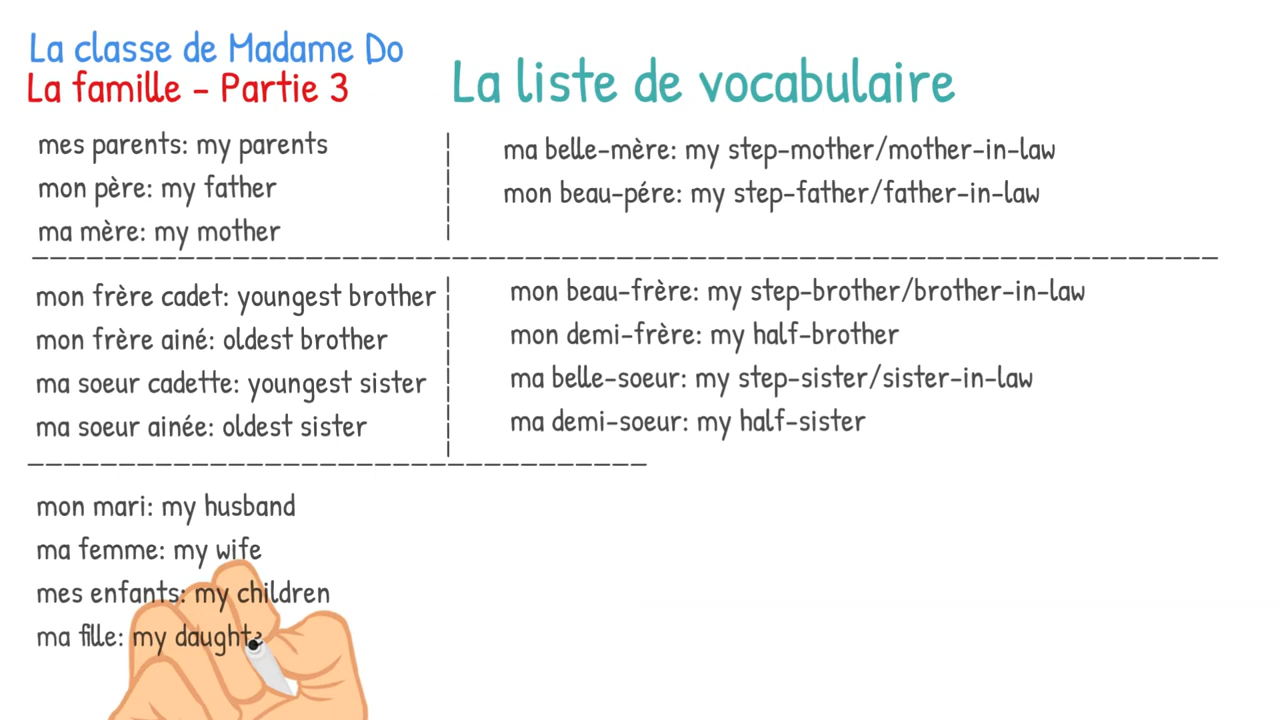 La classe de Madame Do
La famille - Partie 3
La liste de vocabulaire
mes parents: my parents
mon père: my father
ma mère: my mother
ma belle-mère: my step-mother/mother-in-law
mon beau-pére: my step-father/father-in-law
mon frère cadet: youngest brother
mon frère ainé: oldest brother
ma soeur cadette: youngest sister
ma soeur ainée: oldest sister
mon beau-frère: my step-brother/brother-in-law
mon demi-frère: my half-brother
ma belle-soeur: my step-sister/sister-in-law
ma demi-soeur: my half-sister
mon mari: my husband
ma femme: my wife
mes enfants: my children
ma fille: my daught